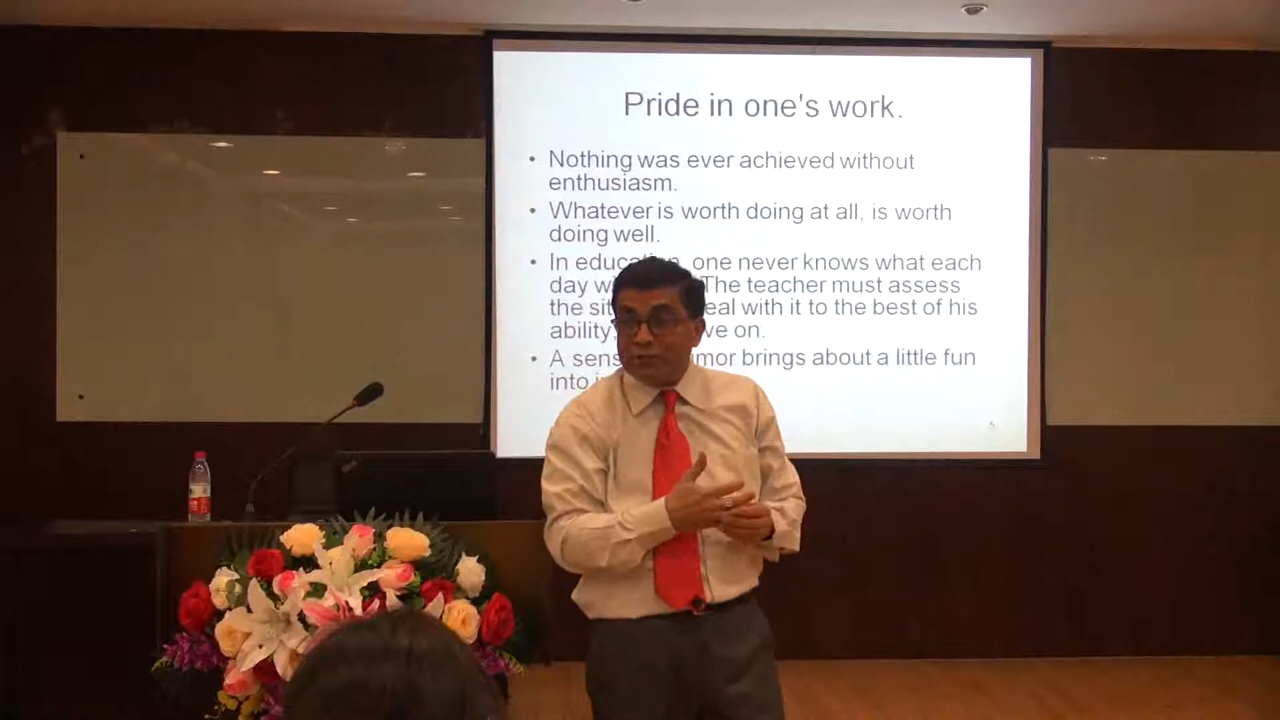 Pride in one's work.
• Nothing was ever achieved without
enthusiasm.
• Whatever is worth doing at all, is worth
doing well.
• In education, one never knows what each
day The teacher must assess
the eal with it to the best of his
ability, ve on.
• A sens mor brings about a little fun
into